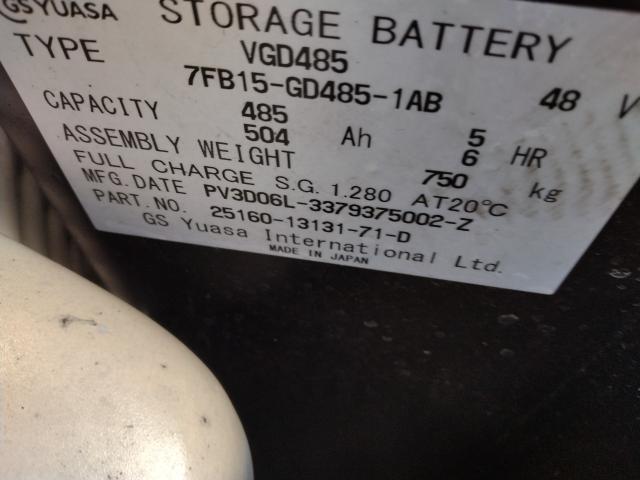 GS YUASA STORAGE BATTERY
TYPE VGD485
7FB15-GD485-1AB 48 V
CAPACITY 485 Ah 5 HR
504 6
ASSEMBLY WEIGHT 750 kg
FULL CHARGE S.G. 1.280 AT20°C
MFG. DATE PV3D06L-3379375002-Z
PART. NO. 25160-13131-71-D
GS Yuasa International Ltd.
MADE IN JAPAN